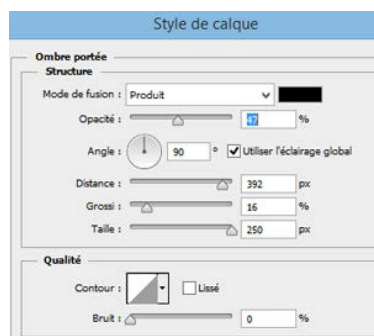 Style de calque
Ombre portée
Structure
Mode de fusion : Produit
Opacité : 47 %
Angle : 90 ° Utiliser l'éclairage global
Distance : 392 px
Grossi : 16 %
Taille : 250 px
Qualité
Contour : Lissé
Bruit : 0 %